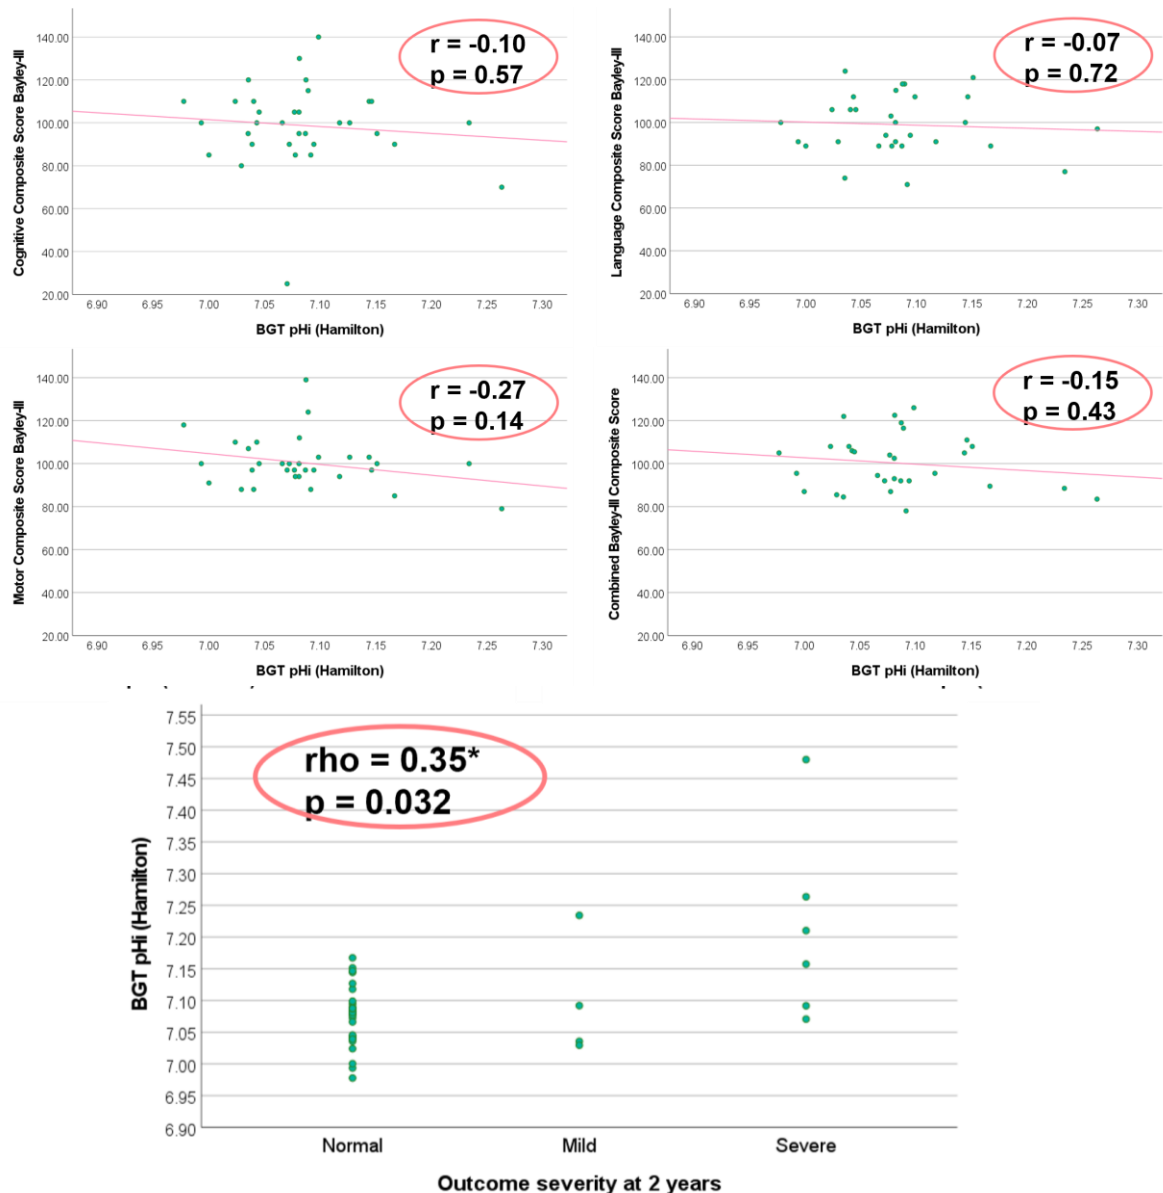 Cognitive Composite Score Bayley-III
140.00
120.00
100.00
80.00
60.00
40.00
20.00
r = -0.10
p = 0.57
6.90 6.95 7.00 7.05 7.10 7.15 7.20 7.25 7.30
BGT pHi (Hamilton)
Language Composite Score Bayley-III
140.00
120.00
100.00
80.00
60.00
40.00
20.00
r = -0.07
p = 0.72
6.90 6.95 7.00 7.05 7.10 7.15 7.20 7.25 7.30
BGT pHi (Hamilton)
Motor Composite Score Bayley-III
140.00
120.00
100.00
80.00
60.00
40.00
20.00
r = -0.27
p = 0.14
6.90 6.95 7.00 7.05 7.10 7.15 7.20 7.25 7.30
BGT pHi (Hamilton)
Combined Bayley-III Composite Score
140.00
120.00
100.00
80.00
60.00
40.00
20.00
r = -0.15
p = 0.43
6.90 6.95 7.00 7.05 7.10 7.15 7.20 7.25 7.30
BGT pHi (Hamilton)
BGT pHi (Hamilton)
7.55
7.50
7.45
7.40
7.35
7.30
7.25
7.20
7.15
7.10
7.05
7.00
6.95
6.90
rho = 0.35*
p = 0.032
Normal Mild Severe
Outcome severity at 2 years